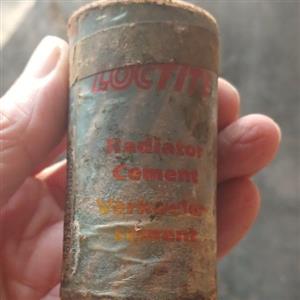 LOCTITE
Radiator
Cement
Verkoeler-
sement